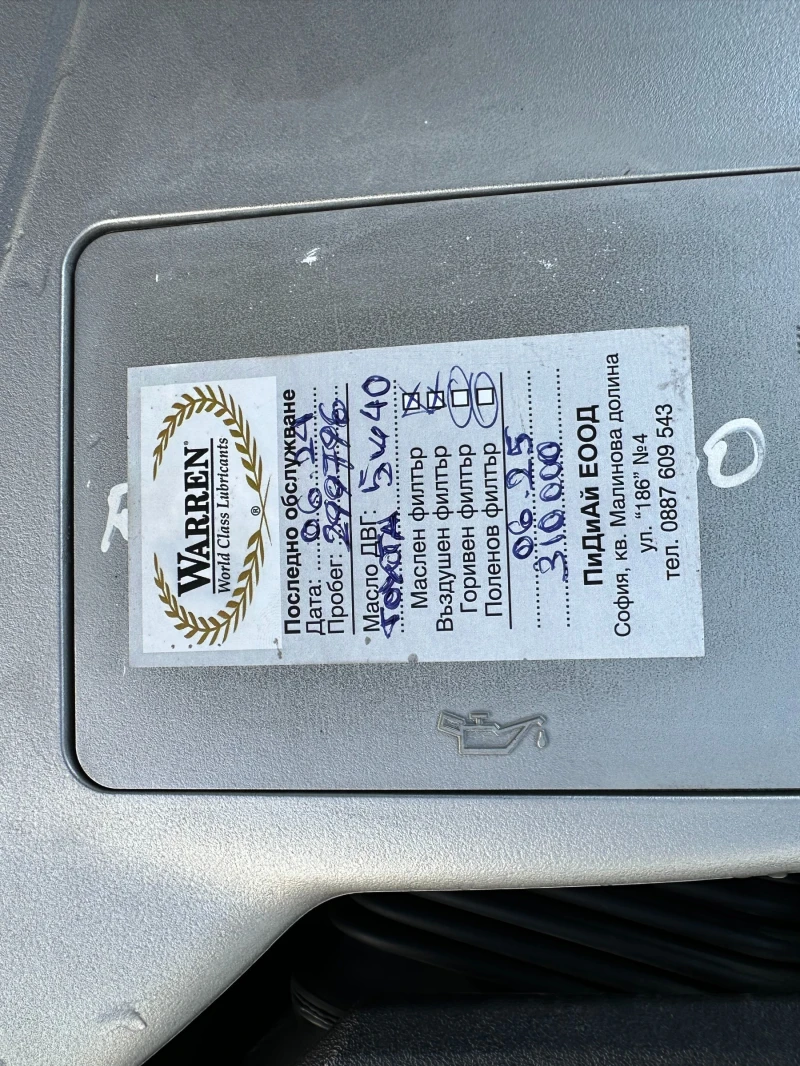 WARREN®
World Class Lubricants ®
Последно обслужване
Дата: 06 24
Пробег: 299796
Масло ДВГ: 5w40
TOYOTA
Маслен филтър ☒
Въздушен филтър ☒
Горивен филтър ☐
Поленов филтър ☐
06.25
310 000
ПиДиАй ЕООД
София, кв. Малинова долина
ул. "186" №4
тел. 0887 609 543